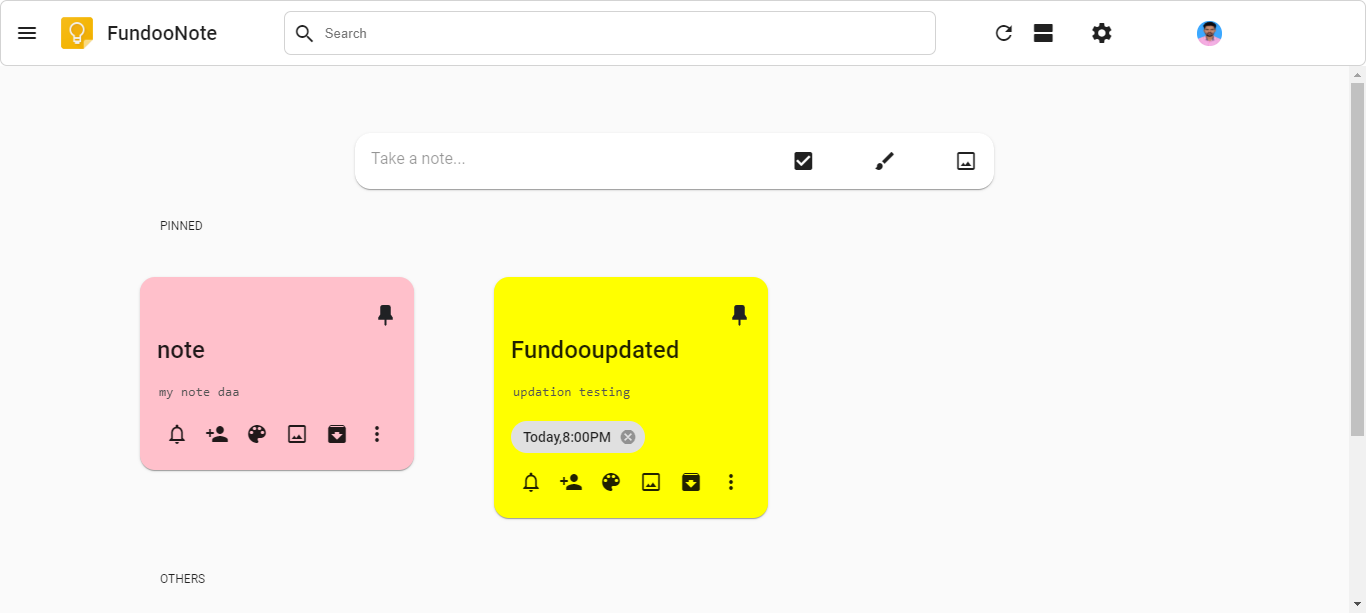 FundooNote
Search
Take a note...
PINNED
note
my note daa
Fundooupdated
updation testing
Today,8:00PM
OTHERS